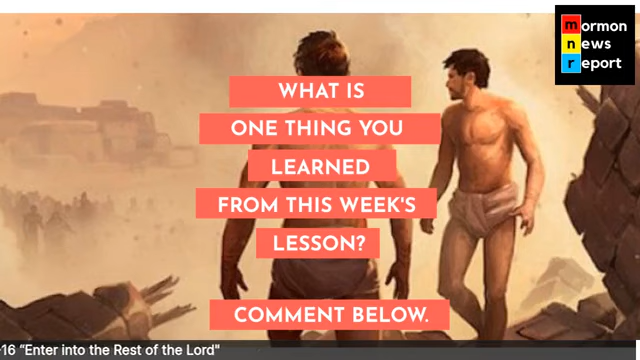 mormon
news
report
WHAT IS
ONE THING YOU
LEARNED
FROM THIS WEEK'S
LESSON?
COMMENT BELOW.
16 “Enter into the Rest of the Lord"